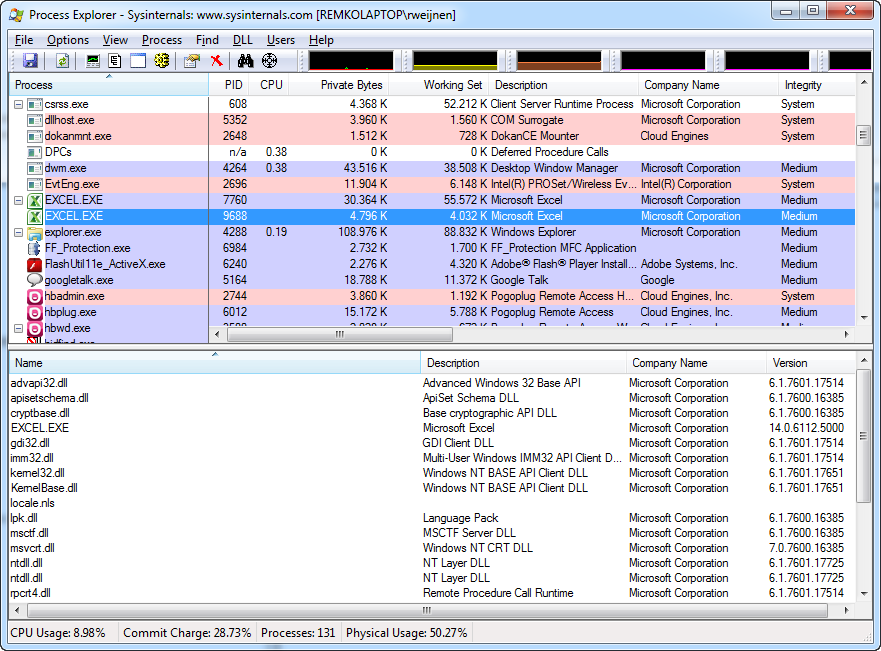 Process Explorer - Sysinternals: www.sysinternals.com [REMKOLAPTOP\rweijnen]
File Options View Process Find DLL Users Help
Process PID CPU Private Bytes Working Set Description Company Name Integrity
csrss.exe 608 4.368 K 52.212 K Client Server Runtime Process Microsoft Corporation System
dllhost.exe 5352 3.960 K 1.560 K COM Surrogate Microsoft Corporation System
dokanmnt.exe 2648 1.512 K 728 K DokanCE Mounter Cloud Engines System
DPCs n/a 0.38 0 K 0 K Deferred Procedure Calls
dwm.exe 4264 0.38 43.516 K 38.508 K Desktop Window Manager Microsoft Corporation Medium
EvtEng.exe 2696 11.904 K 6.148 K Intel(R) PROSet/Wireless Ev... Intel(R) Corporation System
EXCEL.EXE 7760 30.364 K 55.572 K Microsoft Excel Microsoft Corporation Medium
EXCEL.EXE 9688 4.796 K 4.032 K Microsoft Excel Microsoft Corporation Medium
explorer.exe 4288 0.19 108.976 K 88.832 K Windows Explorer Microsoft Corporation Medium
FF_Protection.exe 6984 2.732 K 1.700 K FF_Protection MFC Application Medium
FlashUtil11e_ActiveX.exe 6240 2.276 K 4.320 K Adobe® Flash® Player Install... Adobe Systems, Inc. Medium
googletalk.exe 5164 18.788 K 11.372 K Google Talk Google Medium
hbadmin.exe 2744 3.860 K 1.192 K Pogoplug Remote Access H... Cloud Engines, Inc. System
hbplug.exe 6012 15.172 K 5.788 K Pogoplug Remote Access Cloud Engines, Inc. Medium
hbwd.exe
Name Description Company Name Version
advapi32.dll Advanced Windows 32 Base API Microsoft Corporation 6.1.7601.17514
apisetschema.dll ApiSet Schema DLL Microsoft Corporation 6.1.7600.16385
cryptbase.dll Base cryptographic API DLL Microsoft Corporation 6.1.7600.16385
EXCEL.EXE Microsoft Excel Microsoft Corporation 14.0.6112.5000
gdi32.dll GDI Client DLL Microsoft Corporation 6.1.7601.17514
imm32.dll Multi-User Windows IMM32 API Client D... Microsoft Corporation 6.1.7601.17514
kernel32.dll Windows NT BASE API Client DLL Microsoft Corporation 6.1.7601.17651
KernelBase.dll Windows NT BASE API Client DLL Microsoft Corporation 6.1.7601.17651
locale.nls
lpk.dll Language Pack Microsoft Corporation 6.1.7600.16385
msctf.dll MSCTF Server DLL Microsoft Corporation 6.1.7600.16385
msvcrt.dll Windows NT CRT DLL Microsoft Corporation 7.0.7600.16385
ntdll.dll NT Layer DLL Microsoft Corporation 6.1.7601.17725
ntdll.dll NT Layer DLL Microsoft Corporation 6.1.7601.17725
rpcrt4.dll Remote Procedure Call Runtime Microsoft Corporation 6.1.7601.17514
CPU Usage: 8.98% Commit Charge: 28.73% Processes: 131 Physical Usage: 50.27%